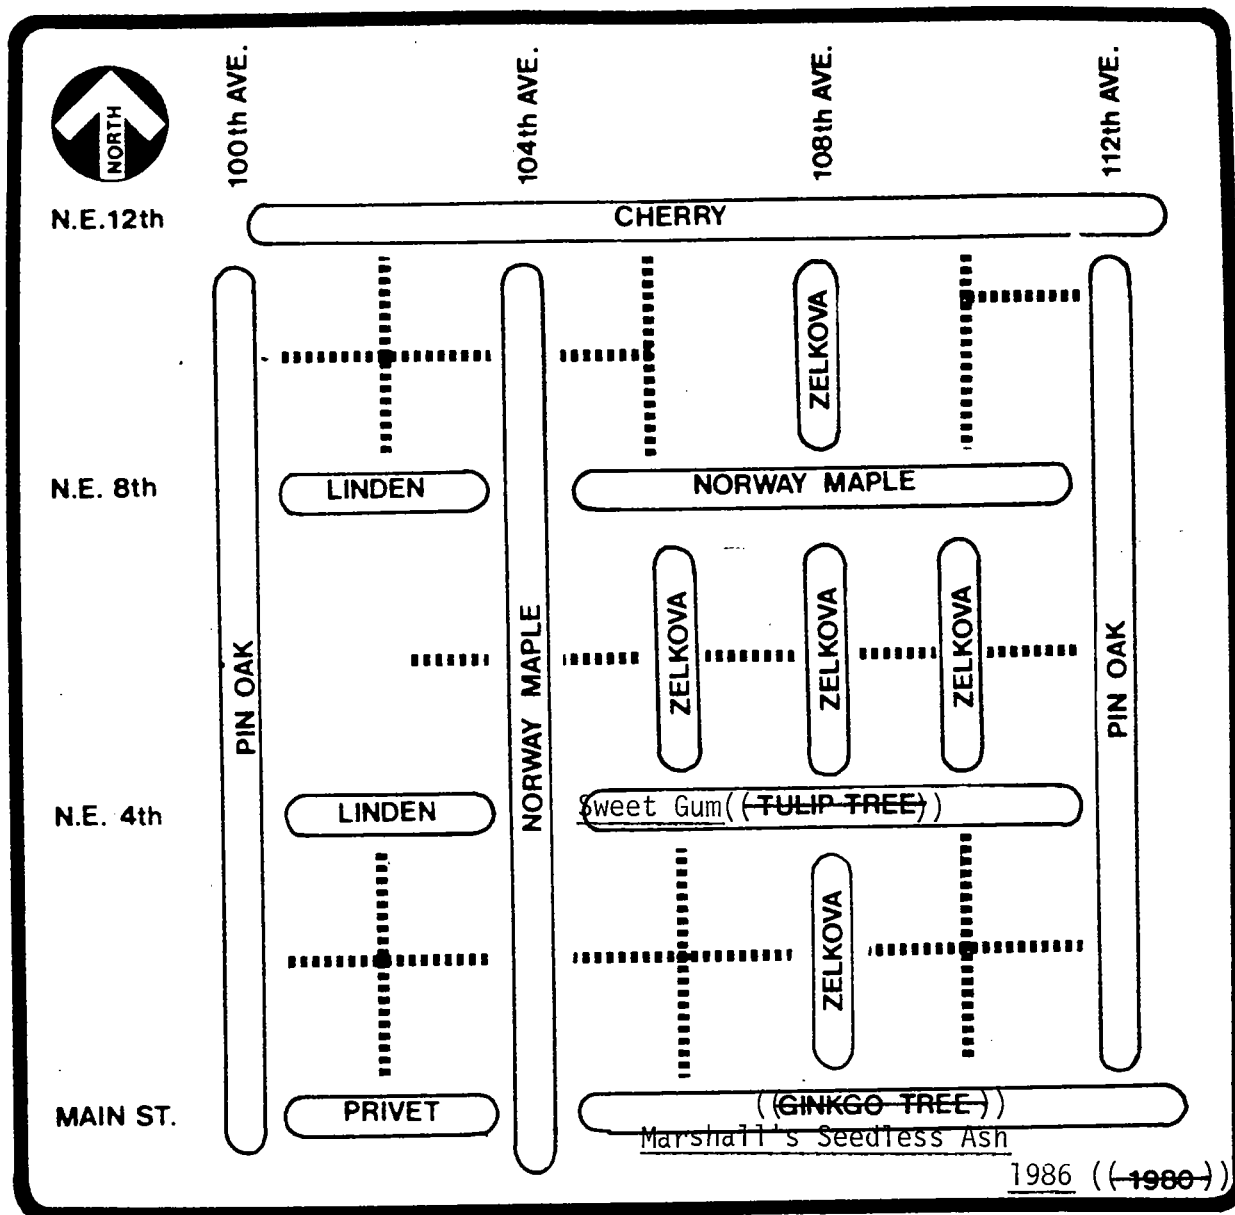 100th AVE.
104th AVE.
108th AVE.
112th AVE.
NORTH
N.E.12th
CHERRY
ZELKOVA
N.E. 8th
LINDEN
NORWAY MAPLE
PIN OAK
NORWAY MAPLE
ZELKOVA
ZELKOVA
ZELKOVA
PIN OAK
N.E. 4th
LINDEN
Sweet Gum((TULIP TREE))
ZELKOVA
MAIN ST.
PRIVET
((GINKGO TREE))
Marshall's Seedless Ash
1986 ((1980))